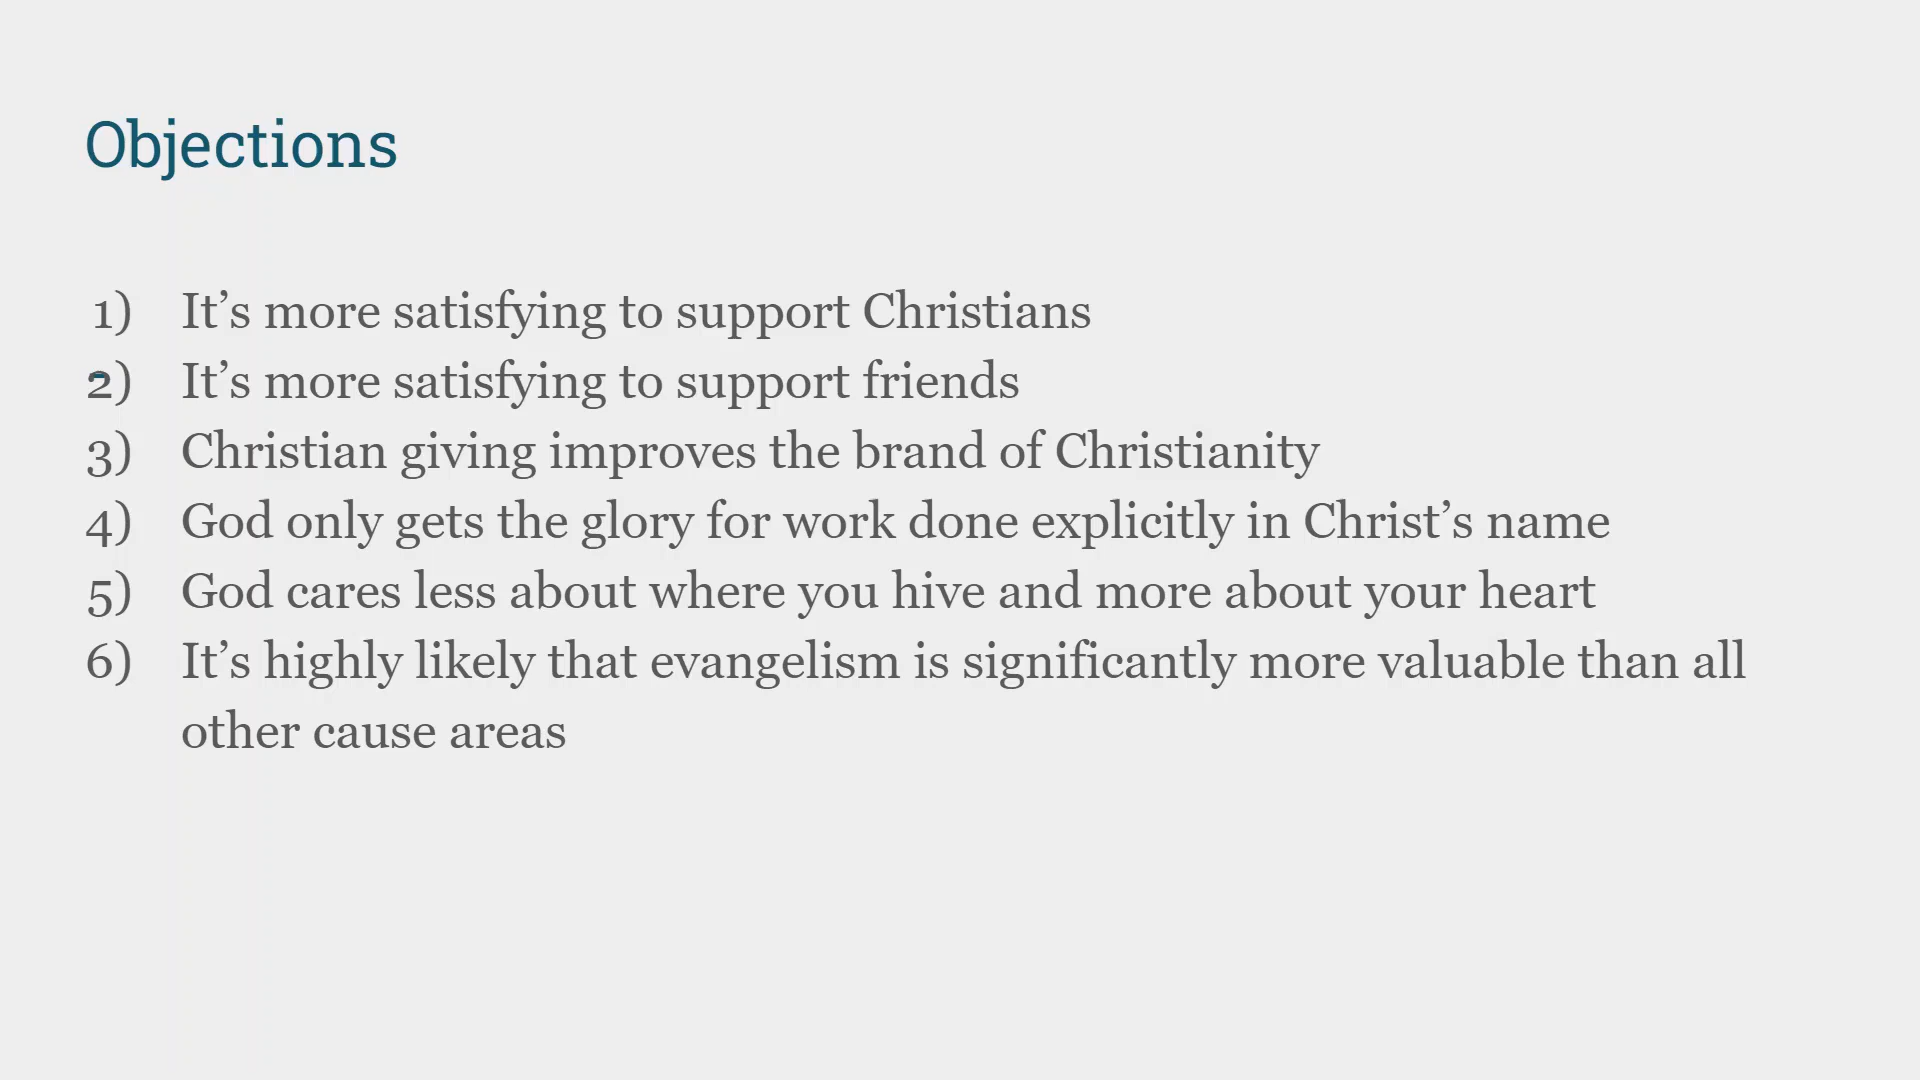 Objections
1) It’s more satisfying to support Christians
2) It’s more satisfying to support friends
3) Christian giving improves the brand of Christianity
4) God only gets the glory for work done explicitly in Christ’s name
5) God cares less about where you hive and more about your heart
6) It’s highly likely that evangelism is significantly more valuable than all
other cause areas